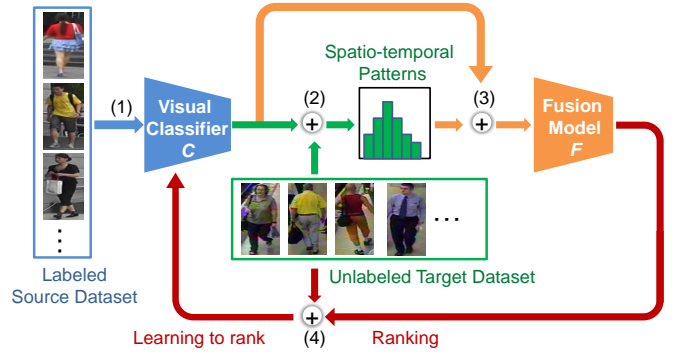 Spatio-temporal
Patterns
(1)
(2)
(3)
Visual
Classifier
C
+
+
Fusion
Model
F
...
Labeled
Source Dataset
Unlabeled Target Dataset
Learning to rank
+
(4)
Ranking